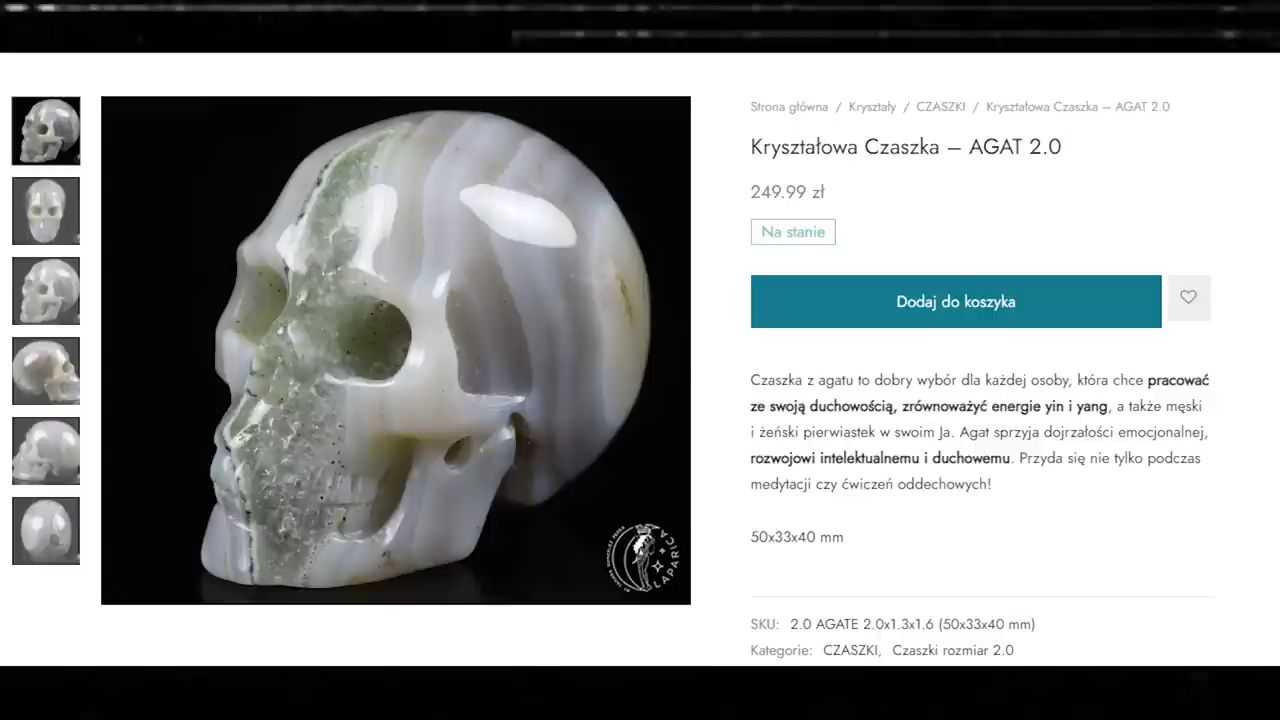 Strona główna / Kryształy / CZASZKI / Kryształowa Czaszka – AGAT 2.0
Kryształowa Czaszka – AGAT 2.0
249.99 zł
Na stanie
Dodaj do koszyka
Czaszka z agatu to dobry wybór dla każdej osoby, która chce pracować
ze swoją duchowością, zrównoważyć energie yin i yang, a także męski
i żeński pierwiastek w swoim Ja. Agat sprzyja dojrzałości emocjonalnej,
rozwojowi intelektualnemu i duchowemu. Przyda się nie tylko podczas
medytacji czy ćwiczeń oddechowych!
50x33x40 mm
SKU: 2.0 AGATE 2.0x1.3x1.6 (50x33x40 mm)
Kategorie: CZASZKI, Czaszki rozmiar 2.0
LAPARICA